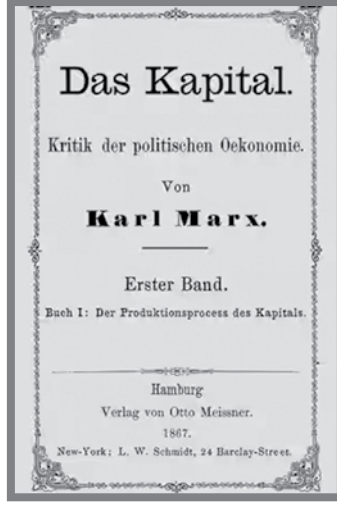 Das Kapital.
Kritik der politischen Oekonomie.
Von
Karl Marx.
Erster Band.
Buch I: Der Produktionsprocess des Kapitals.
Hamburg
Verlag von Otto Meissner.
1867.
New-York: L. W. Schmidt, 24 Barclay-Street.